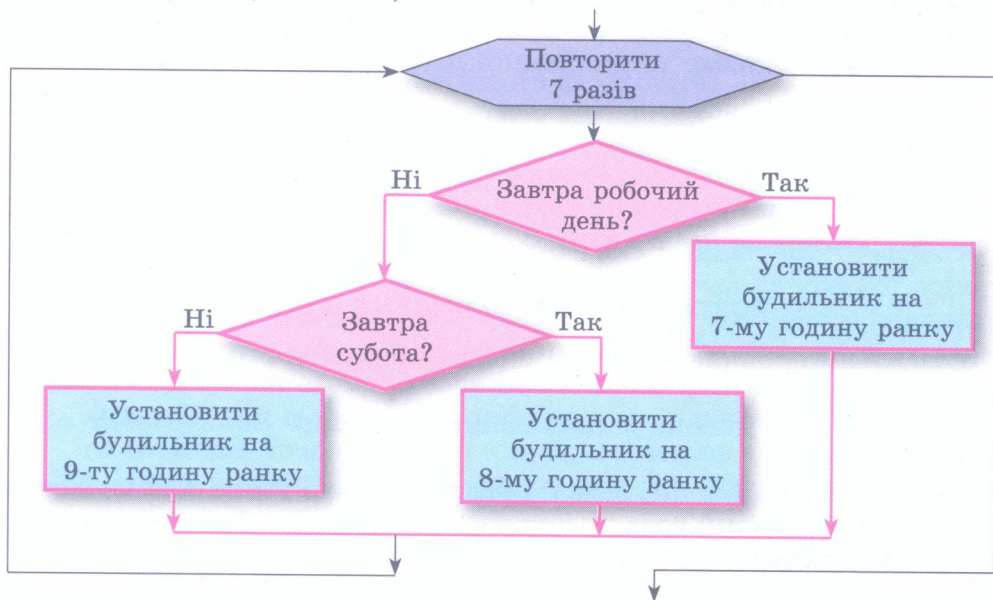 Повторити
7 разів
Завтра робочий
день?
Ні
Так
Установити
будильник на
7-му годину ранку
Завтра
субота?
Ні
Так
Установити
будильник на
9-ту годину ранку
Установити
будильник на
8-му годину ранку